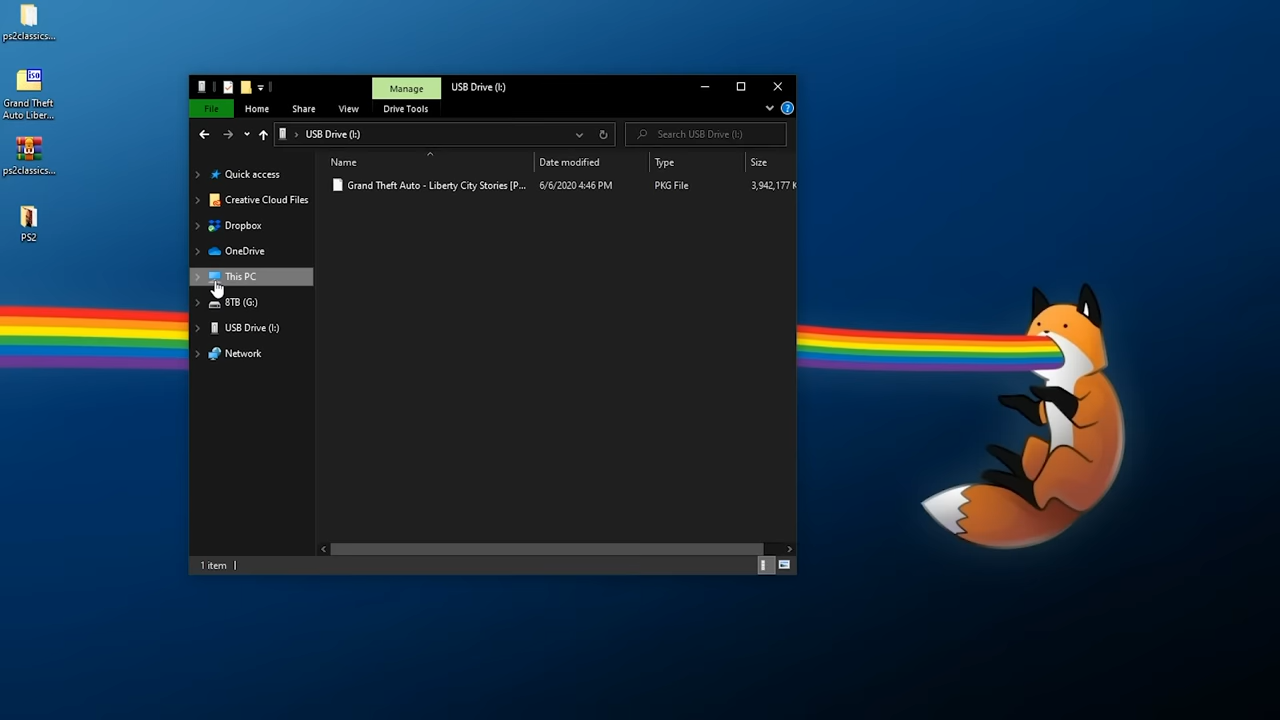 ps2classics...
iso
Grand Theft
Auto Liber...
ps2classics...
PS2
Manage
USB Drive (I:)
File
Home
Share
View
Drive Tools
USB Drive (I:)
Search USB Drive (I:)
Name
Date modified
Type
Size
Grand Theft Auto - Liberty City Stories [P...
6/6/2020 4:46 PM
PKG File
3,942,177 K
Quick access
Creative Cloud Files
Dropbox
OneDrive
This PC
8TB (G:)
USB Drive (I:)
Network
1 item